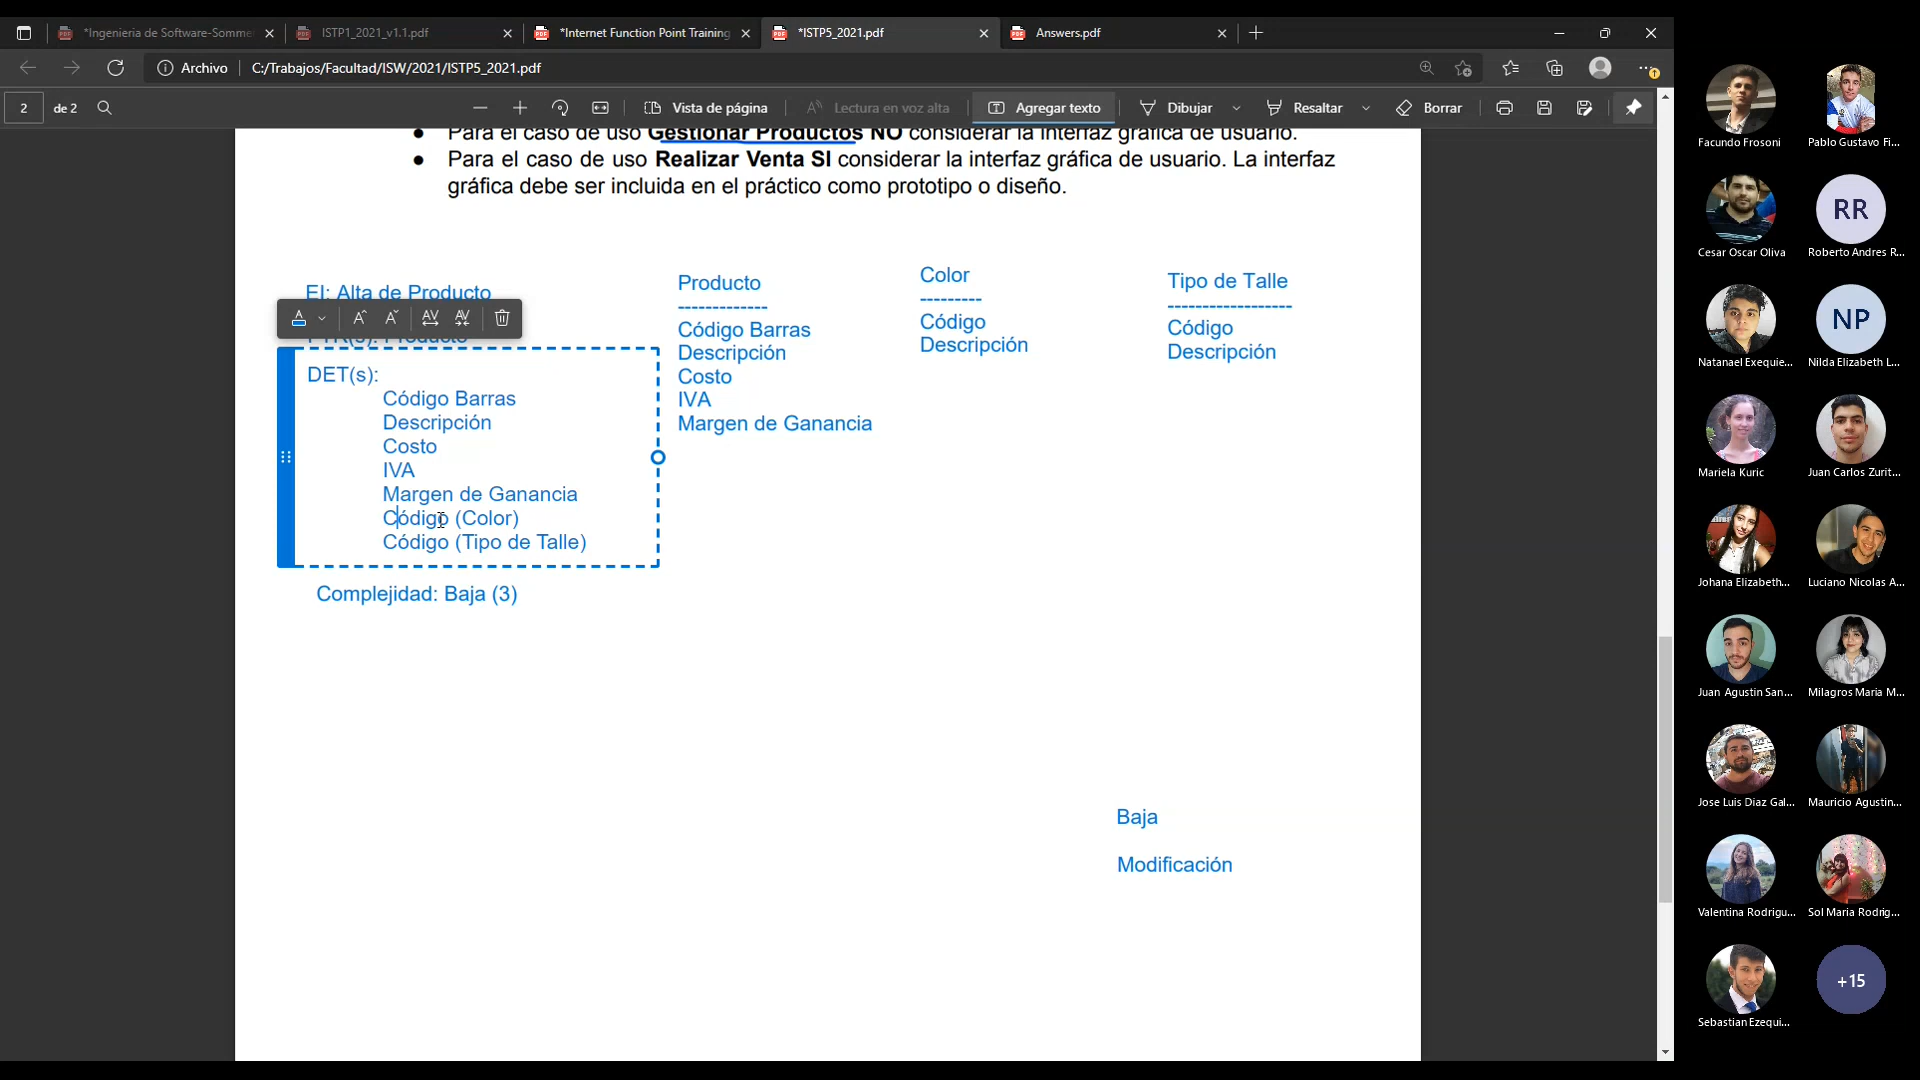 *Ingenieria de Software-Somme
ISTP1_2021_v1.1.pdf
*Internet Function Point Training
*ISTP5_2021.pdf
Answers.pdf
Archivo
C:/Trabajos/Facultad/ISW/2021/ISTP5_2021.pdf
2
de 2
Vista de página
Lectura en voz alta
Agregar texto
Dibujar
Resaltar
Borrar
Para el caso de uso Gestionar Productos NO considerar la interfaz gráfica de usuario.
Para el caso de uso Realizar Venta SI considerar la interfaz gráfica de usuario. La interfaz
gráfica debe ser incluida en el práctico como prototipo o diseño.
EI: Alta de Producto
FTR(s): Producto
DET(s):
Código Barras
Descripción
Costo
IVA
Margen de Ganancia
Código (Color)
Código (Tipo de Talle)
Complejidad: Baja (3)
Producto
-------------
Código Barras
Descripción
Costo
IVA
Margen de Ganancia
Color
---------
Código
Descripción
Tipo de Talle
------------------
Código
Descripción
Baja
Modificación
Facundo Frosoni
Pablo Gustavo Fi...
Cesar Oscar Oliva
RR
Roberto Andres R...
Natanael Exequie...
NP
Nilda Elizabeth L...
Mariela Kuric
Juan Carlos Zurit...
Johana Elizabeth...
Luciano Nicolas A...
Juan Agustin San...
Milagros Maria M...
Jose Luis Diaz Gal...
Mauricio Agustin...
Valentina Rodrigu...
Sol Maria Rodrig...
Sebastian Ezequi...
+15